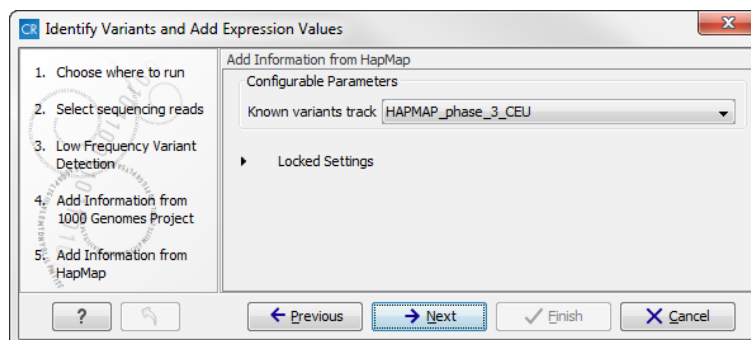 CR Identify Variants and Add Expression Values
X
1. Choose where to run
2. Select sequencing reads
3. Low Frequency Variant
Detection
4. Add Information from
1000 Genomes Project
5. Add Information from
HapMap
Add Information from HapMap
Configurable Parameters
Known variants track HAPMAP_phase_3_CEU
Locked Settings
? Previous Next Finish Cancel